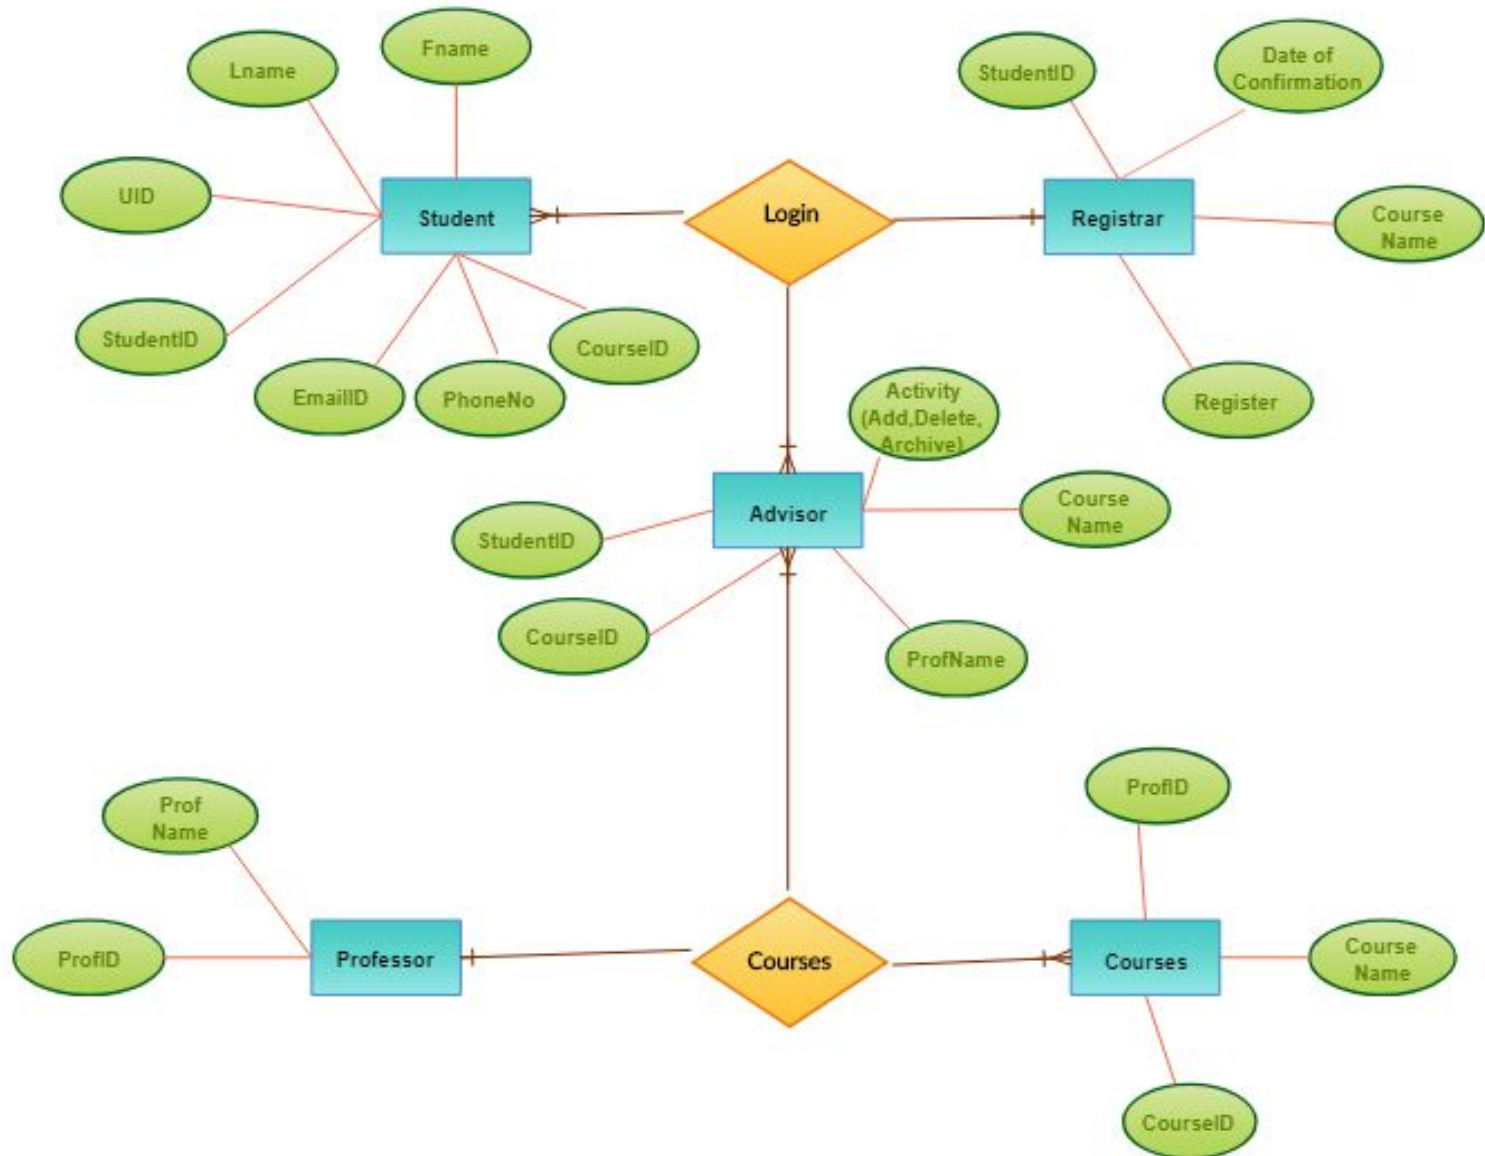 Fname
Lname
StudentID
Date of
Confirmation
UID
Student
Login
Registrar
Course
Name
StudentID
EmailID
PhoneNo
CourseID
Register
Activity
(Add,Delete,
Archive)
Advisor
Course
Name
StudentID
CourseID
ProfName
Prof
Name
ProfID
ProfID
Professor
Courses
Courses
Course
Name
CourseID